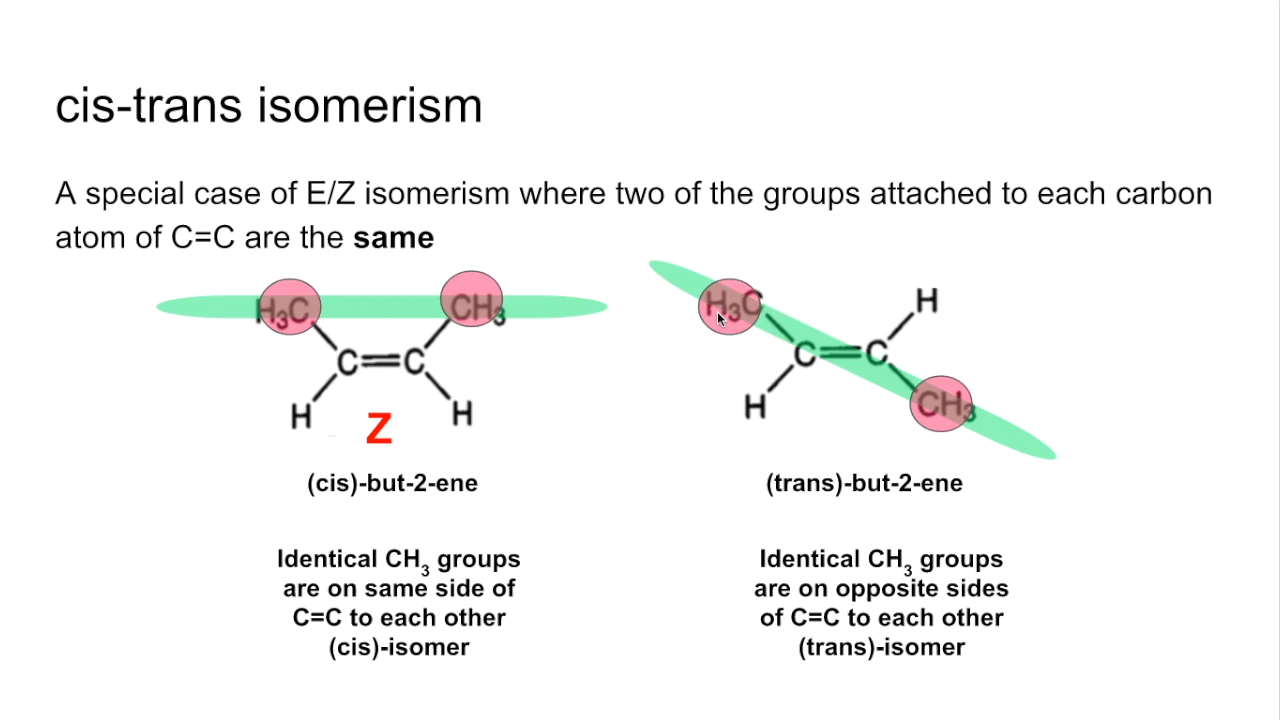 cis-trans isomerism
A special case of E/Z isomerism where two of the groups attached to each carbon
atom of C=C are the same
H₃C CH₃
C=C
H H
Z
(cis)-but-2-ene
Identical CH₃ groups
are on same side of
C=C to each other
(cis)-isomer
H₃C H
C=C
H CH₃
(trans)-but-2-ene
Identical CH₃ groups
are on opposite sides
of C=C to each other
(trans)-isomer